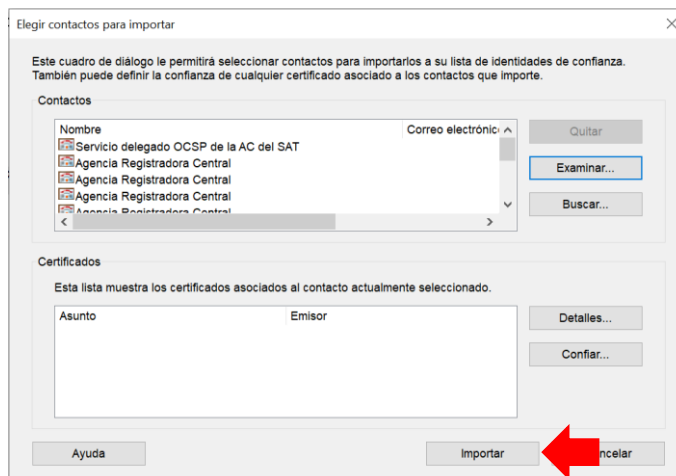 Elegir contactos para importar
Este cuadro de diálogo le permitirá seleccionar contactos para importarlos a su lista de identidades de confianza.
También puede definir la confianza de cualquier certificado asociado a los contactos que importe.
Contactos
Nombre Correo electrónic
Servicio delegado OCSP de la AC del SAT
Agencia Registradora Central
Agencia Registradora Central
Agencia Registradora Central
Agencia Registradora Central
Quitar
Examinar...
Buscar...
Certificados
Esta lista muestra los certificados asociados al contacto actualmente seleccionado.
Asunto Emisor
Detalles...
Confiar...
Ayuda Importar ncelar